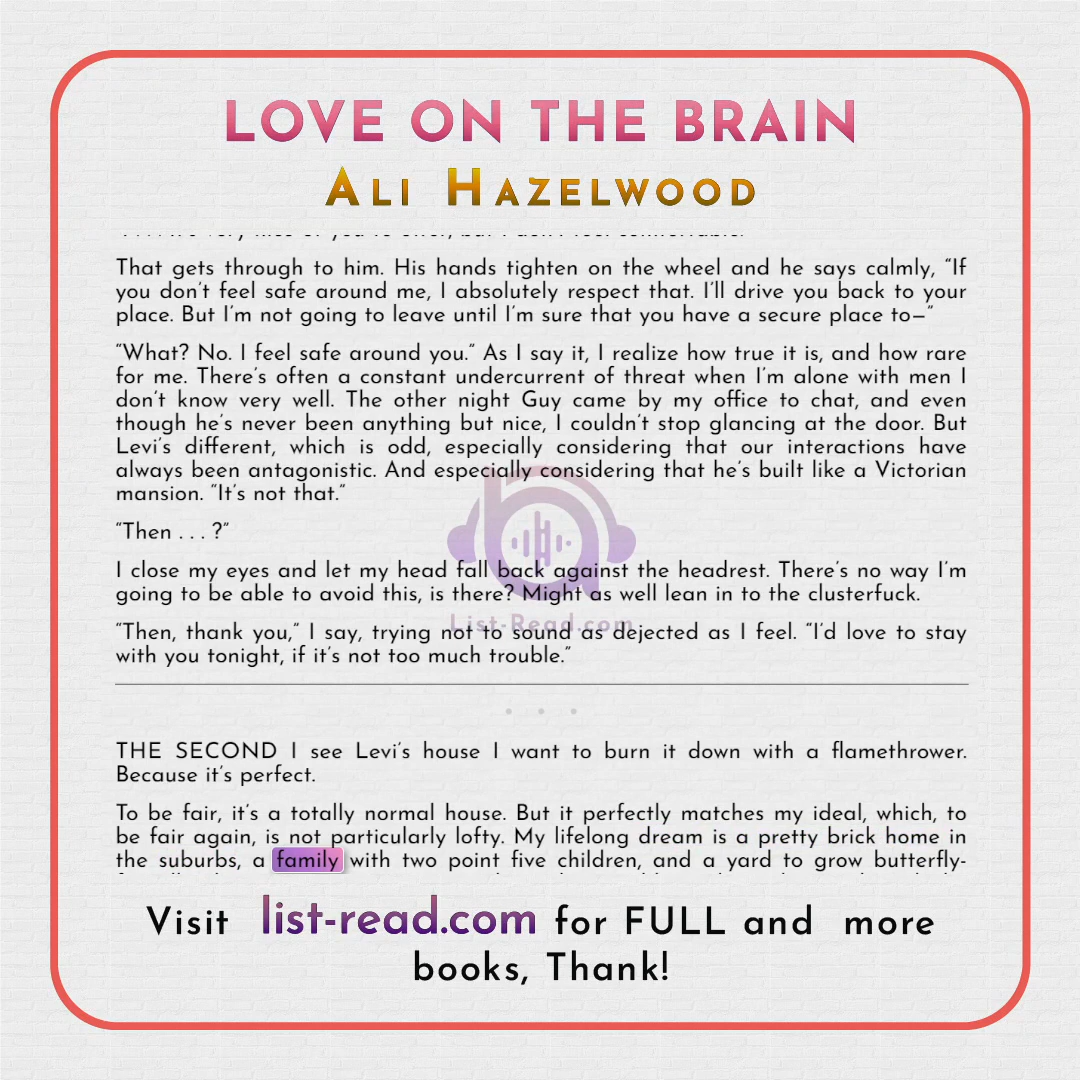 LOVE ON THE BRAIN
ALI HAZELWOOD
That gets through to him. His hands tighten on the wheel and he says calmly, “If
you don’t feel safe around me, I absolutely respect that. I’ll drive you back to your
place. But I’m not going to leave until I’m sure that you have a secure place to—”
“What? No. I feel safe around you.” As I say it, I realize how true it is, and how rare
for me. There’s often a constant undercurrent of threat when I’m alone with men I
don’t know very well. The other night Guy came by my office to chat, and even
though he’s never been anything but nice, I couldn’t stop glancing at the door. But
Levi’s different, which is odd, especially considering that our interactions have
always been antagonistic. And especially considering that he’s built like a Victorian
mansion. “It’s not that.”
“Then . . . ?”
I close my eyes and let my head fall back against the headrest. There’s no way I’m
going to be able to avoid this, is there? Might as well lean in to the clusterfuck.
List-Read.com
“Then, thank you,” I say, trying not to sound as dejected as I feel. “I’d love to stay
with you tonight, if it’s not too much trouble.”
• • •
THE SECOND I see Levi’s house I want to burn it down with a flamethrower.
Because it’s perfect.
To be fair, it’s a totally normal house. But it perfectly matches my ideal, which, to
be fair again, is not particularly lofty. My lifelong dream is a pretty brick home in
the suburbs, a family with two point five children, and a yard to grow butterfly-
Visit list-read.com for FULL and more
books, Thank!